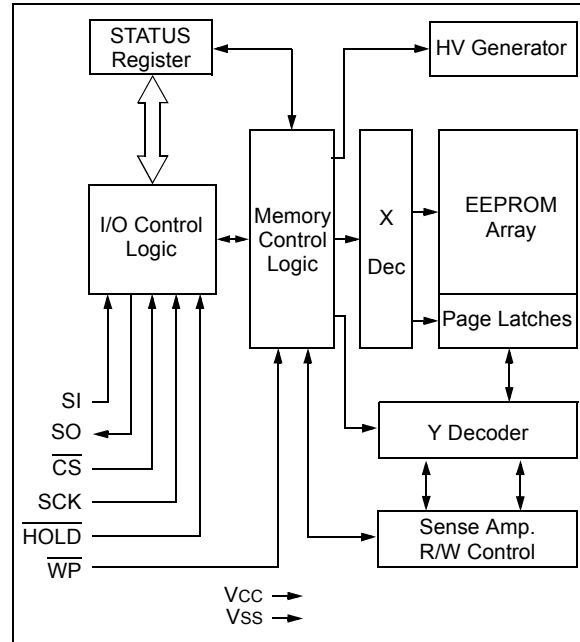 STATUS
Register
HV Generator
I/O Control
Logic
Memory
Control
Logic
X
Dec
EEPROM
Array
Page Latches
SI
SO
CS
SCK
HOLD
WP
Y Decoder
Sense Amp.
R/W Control
VCC
VSS